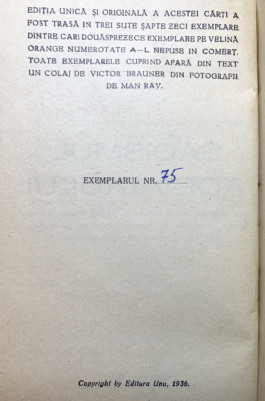 EDIȚIA UNICĂ ȘI ORIGINALĂ A ACESTEI CĂRȚI A
FOST TRASĂ IN TREI SUTE ȘAPTE ZECI EXEMPLARE
DINTRE CARI DOUĂSPREZECE EXEMPLARE PE VELINĂ
ORANGE NUMEROTATE A—L NEPUSE IN COMERȚ.
TOATE EXEMPLARELE CUPRIND AFARĂ DIN TEXT
UN COLAJ DE VICTOR BRAUNER DIN FOTOGRAFII
DE MAN RAY.
EXEMPLARUL NR. 75
Copyright by Editura Unu, 1936.